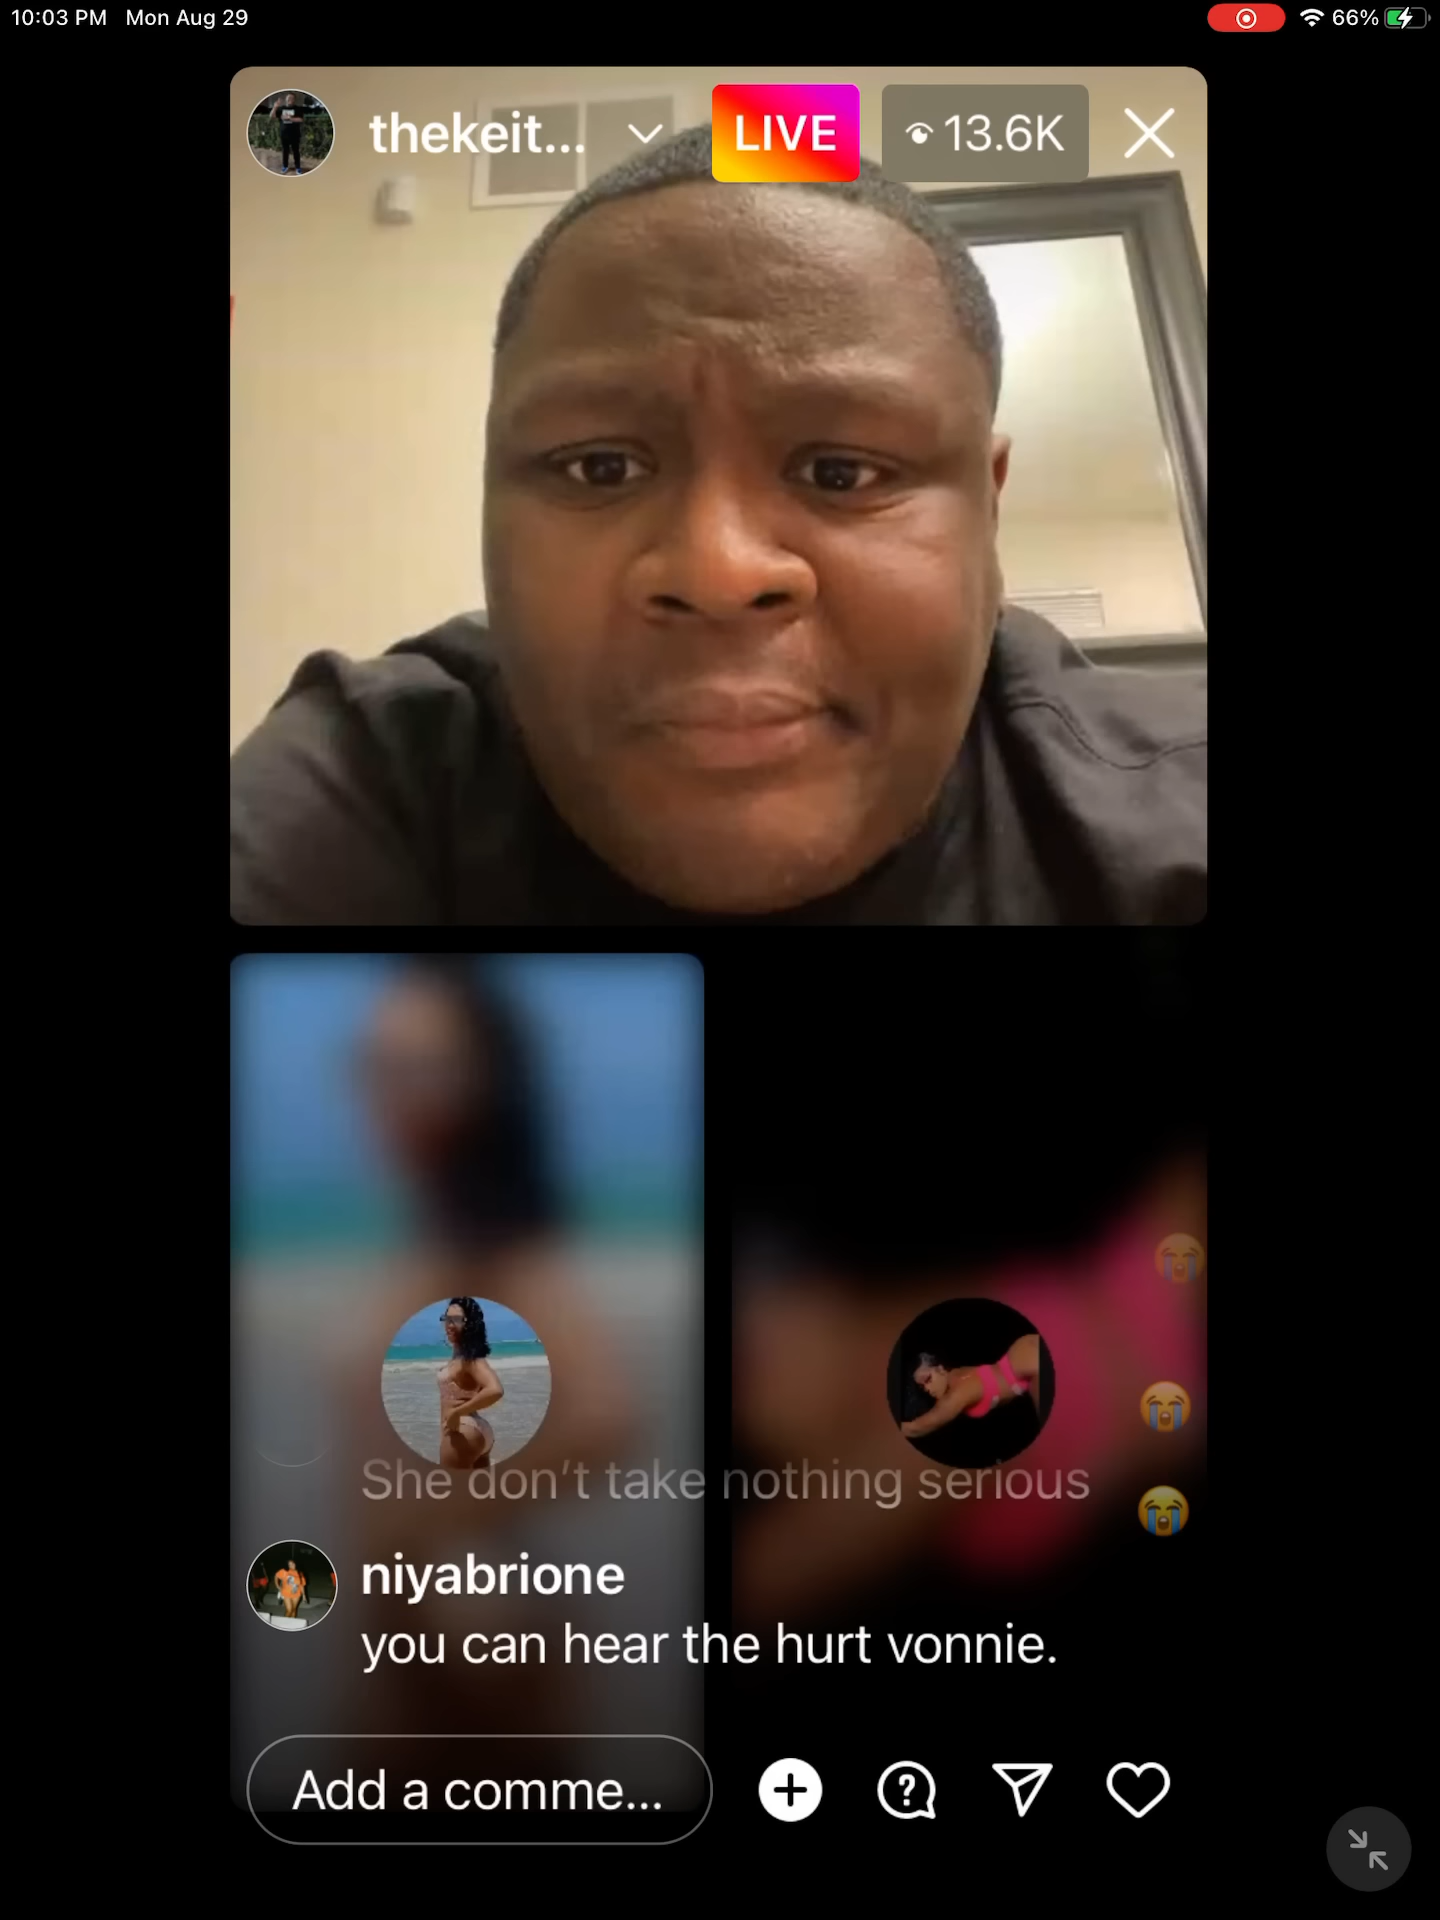 10:03 PM Mon Aug 29
66%
thekeit...
LIVE
13.6K
She don't take nothing serious
niyabrione
you can hear the hurt vonnie.
Add a comme...